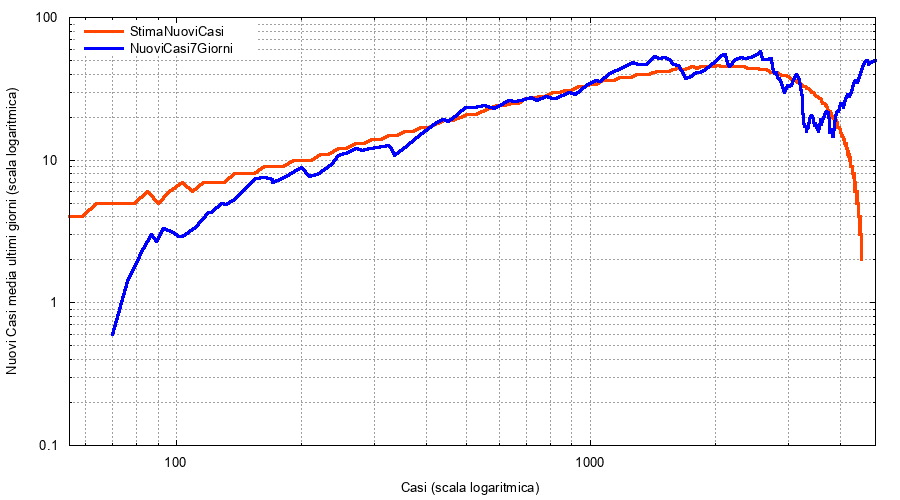 100
StimaNuoviCasi
NuoviCasi7Giorni
10
1
0.1
Nuovi Casi media ultimi giorni (scala logaritmica)
100
1000
Casi (scala logaritmica)